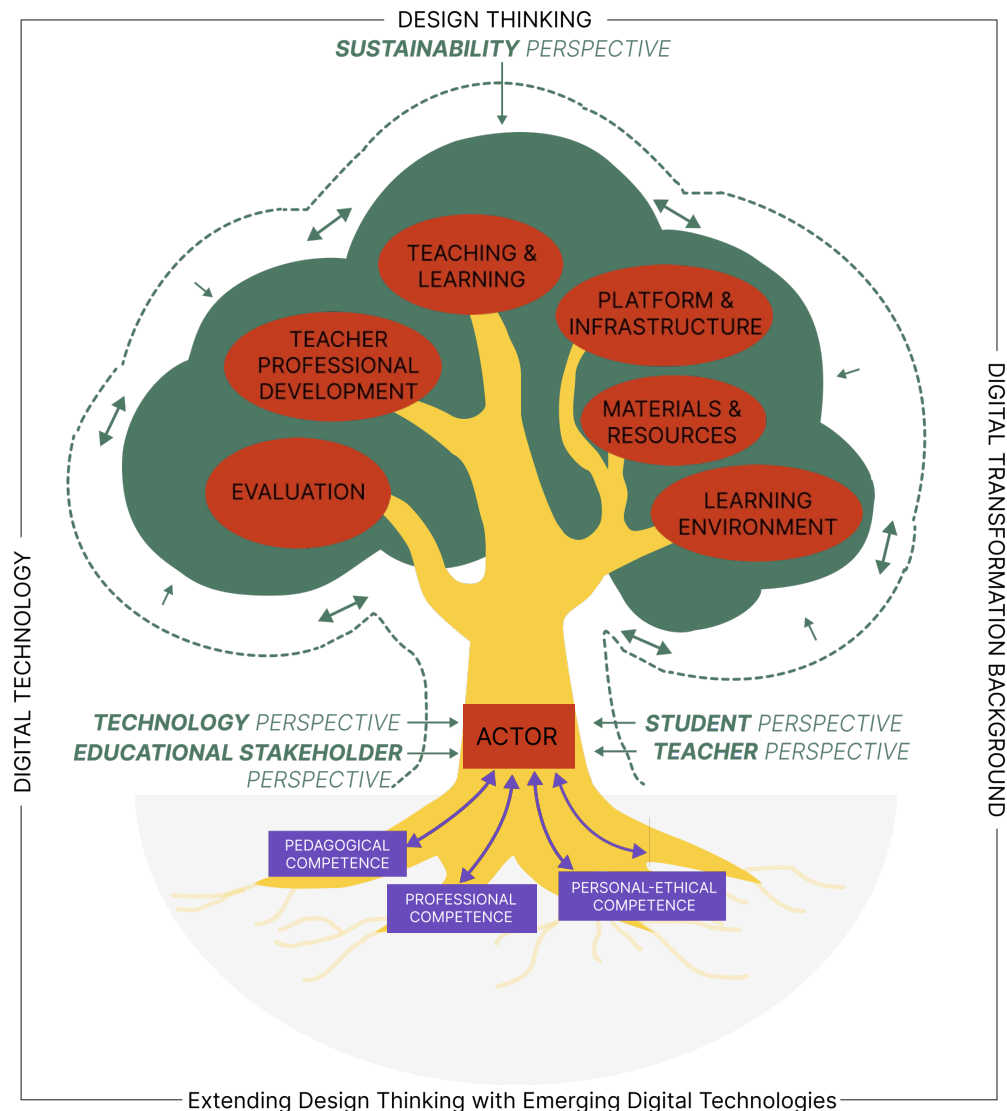 DESIGN THINKING
SUSTAINABILITY PERSPECTIVE
TEACHING &
LEARNING
PLATFORM &
INFRASTRUCTURE
TEACHER
PROFESSIONAL
DEVELOPMENT
MATERIALS &
RESOURCES
EVALUATION
LEARNING
ENVIRONMENT
DIGITAL TECHNOLOGY
DIGITAL TRANSFORMATION BACKGROUND
TECHNOLOGY PERSPECTIVE
EDUCATIONAL STAKEHOLDER
PERSPECTIVE
ACTOR
STUDENT PERSPECTIVE
TEACHER PERSPECTIVE
PEDAGOGICAL
COMPETENCE
PROFESSIONAL
COMPETENCE
PERSONAL-ETHICAL
COMPETENCE
Extending Design Thinking with Emerging Digital Technologies